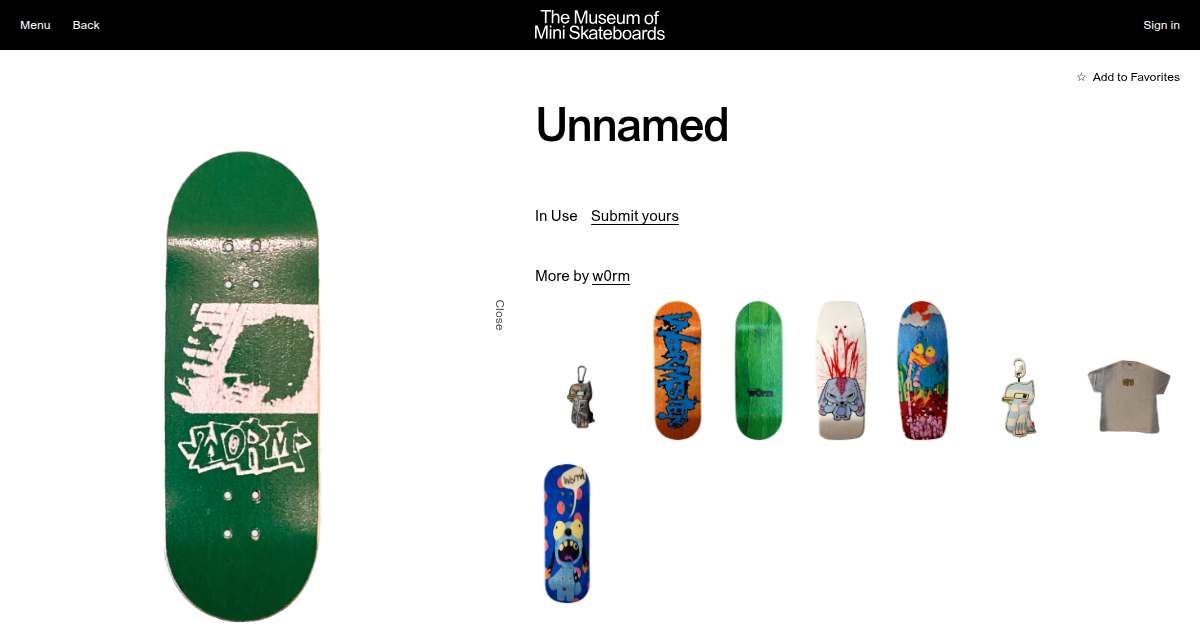 Menu
Back
The Museum of
Mini Skateboards
Sign in
☆ Add to Favorites
Unnamed
In Use
Submit yours
More by w0rm
Close
WORM
w0rm